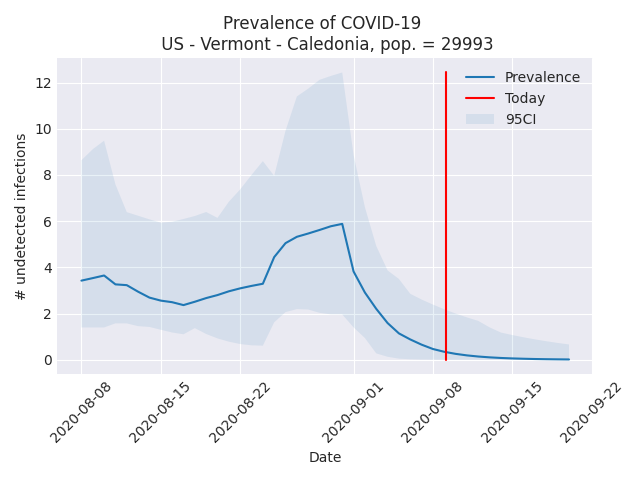 Prevalence of COVID-19
US - Vermont - Caledonia, pop. = 29993
Prevalence
Today
95CI
# undetected infections
12
10
8
6
4
2
0
2020-08-08
2020-08-15
2020-08-22
2020-09-01
2020-09-08
2020-09-15
2020-09-22
Date